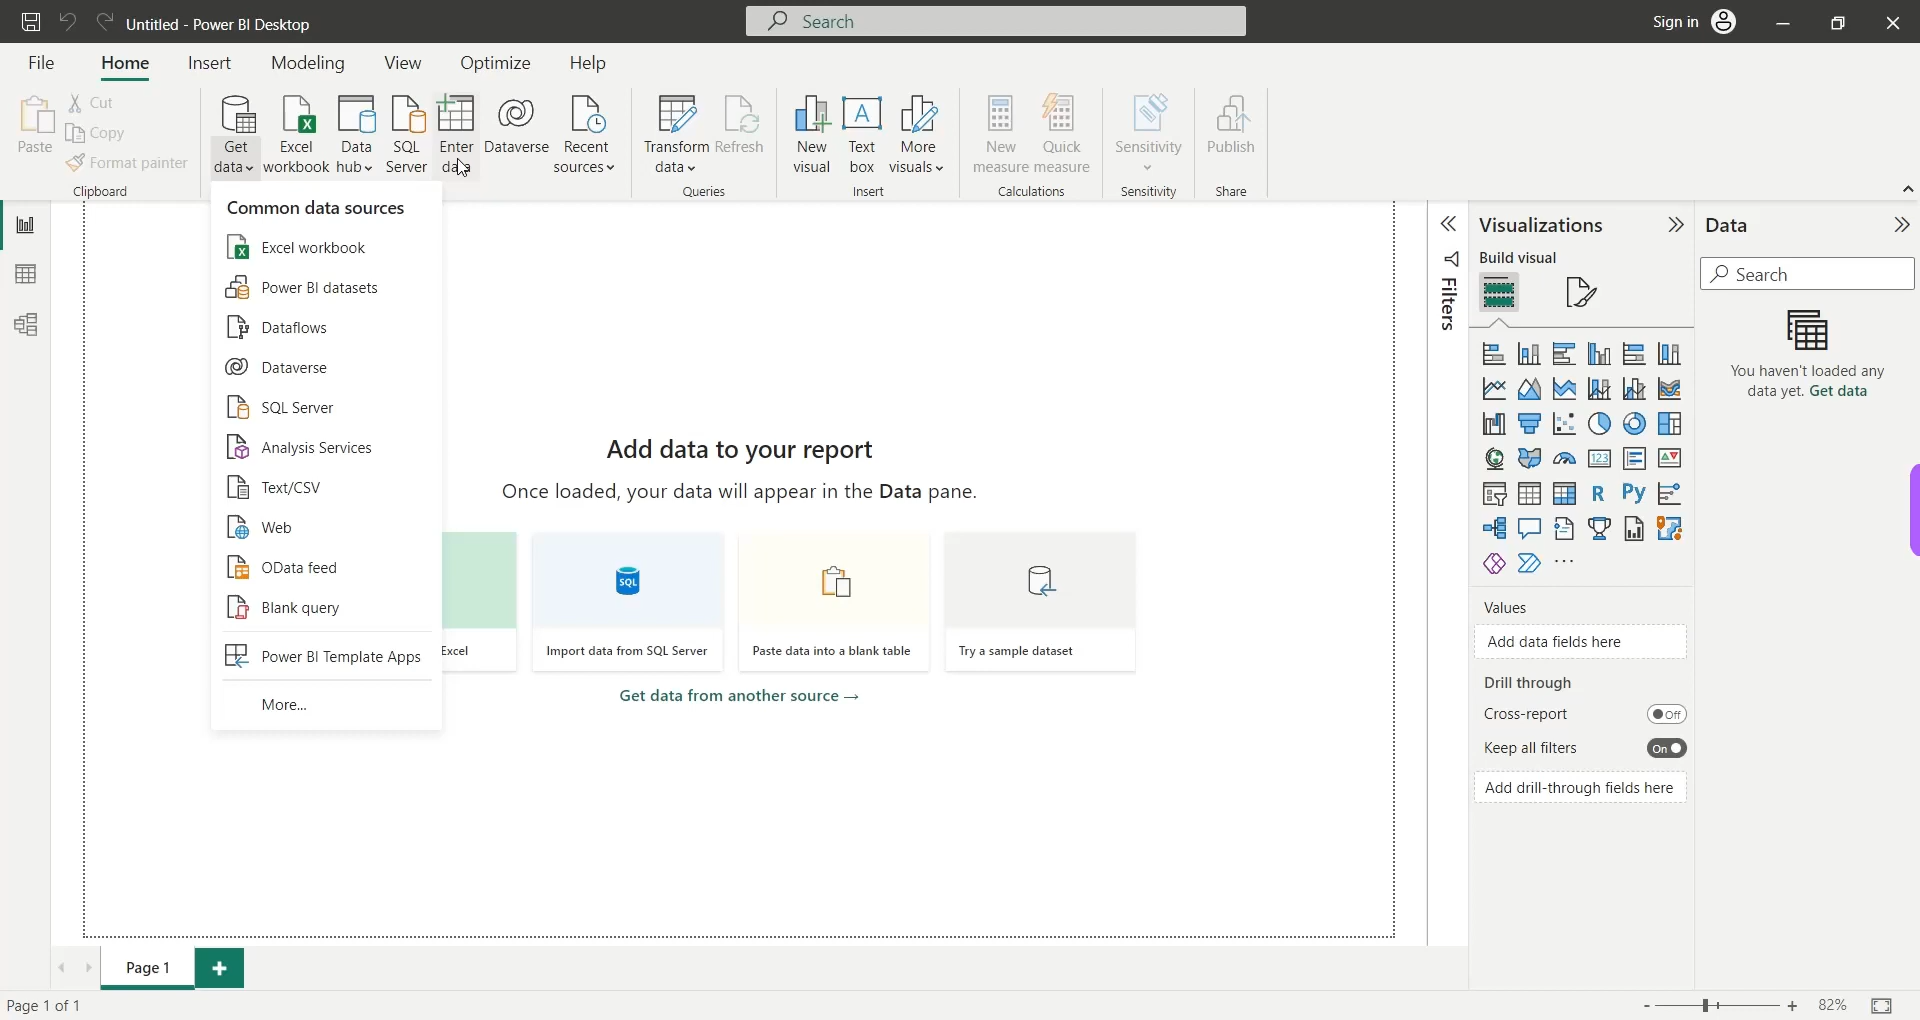 Untitled - Power BI Desktop
Search
Sign in
File
Home
Insert
Modeling
View
Optimize
Help
Paste
Cut
Copy
Format painter
Clipboard
Get
data
Excel
workbook
Data
hub
SQL
Server
Enter
data
Dataverse
Recent
sources
Transform
data
Refresh
Queries
New
visual
A
Text
box
More
visuals
Insert
New
measure
Quick
measure
Calculations
Sensitivity
Sensitivity
Publish
Share
Common data sources
Excel workbook
Power BI datasets
Dataflows
Dataverse
SQL Server
Analysis Services
Text/CSV
Web
OData feed
Blank query
Power BI Template Apps
More...
Add data to your report
Once loaded, your data will appear in the Data pane.
Excel
SQL
Import data from SQL Server
Paste data into a blank table
Try a sample dataset
Get data from another source →
Filters
Visualizations
Build visual
123
R
Py
Values
Add data fields here
Drill through
Cross-report
Off
Keep all filters
On
Add drill-through fields here
Data
Search
You haven't loaded any
data yet. Get data
Page 1
Page 1 of 1
- + 82%